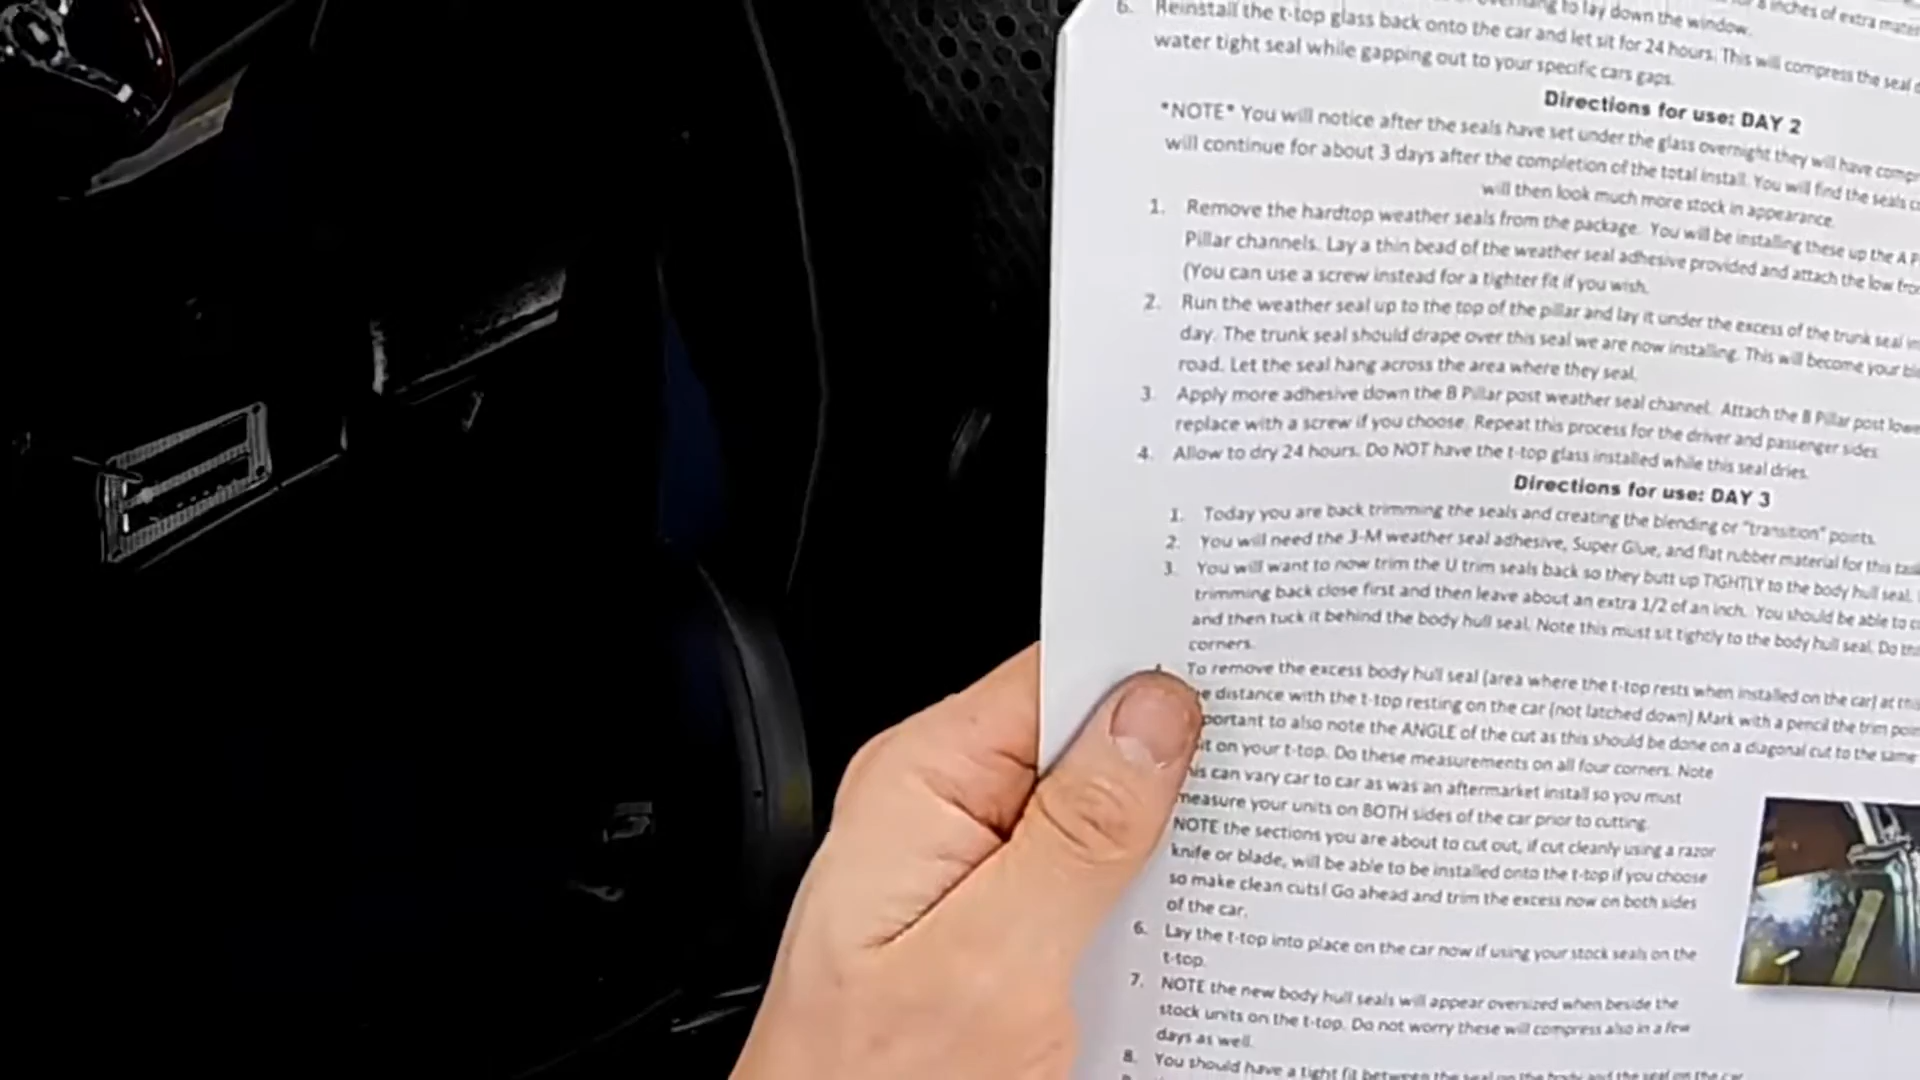 6. Reinstall the t-top glass back onto the car and let sit for 24 hours. This will compress the seal
to lay down the window. 8 inches of extra
water tight seal while gapping out to your specific cars gaps.
Directions for use: DAY 2
*NOTE* You will notice after the seals have set under the glass overnight they will have
will continue for about 3 days after the completion of the total install. You will find the seals
will then look much more stock in appearance.
1. Remove the hardtop weather seals from the package. You will be installing these up the A
Pillar channels. Lay a thin bead of the weather seal adhesive provided and attach the low
(You can use a screw instead for a tighter fit if you wish.
2. Run the weather seal up to the top of the pillar and lay it under the excess of the trunk seal
day. The trunk seal should drape over this seal we are now installing. This will become your
road. Let the seal hang across the area where they seal.
3. Apply more adhesive down the B Pillar post weather seal channel. Attach the B Pillar post
replace with a screw if you choose. Repeat this process for the driver and passenger sides.
4. Allow to dry 24 hours. Do NOT have the t-top glass installed while this seal dries.
Directions for use: DAY 3
1. Today you are back trimming the seals and creating the blending or "transition" points.
2. You will need the 3-M weather seal adhesive, Super Glue, and flat rubber material for this
3. You will want to now trim the U trim seals back so they butt up TIGHTLY to the body hull seal.
trimming back close first and then leave about an extra 1/2 of an inch. You should be able to
and then tuck it behind the body hull seal. Note this must sit tightly to the body hull seal. Do
corners.
To remove the excess body hull seal (area where the t-top rests when installed on the car) at
distance with the t-top resting on the car (not latched down) Mark with a pencil the trim
portant to also note the ANGLE of the cut as this should be done on a diagonal cut to the same
on your t-top. Do these measurements on all four corners. Note
can vary car to car as was an aftermarket install so you must
measure your units on BOTH sides of the car prior to cutting.
NOTE the sections you are about to cut out, if cut cleanly using a razor
knife or blade, will be able to be installed onto the t-top if you choose
so make clean cuts! Go ahead and trim the excess now on both sides
of the car.
6. Lay the t-top into place on the car now if using your stock seals on the
t-top.
7. NOTE the new body hull seals will appear oversized when beside the
stock units on the t-top. Do not worry these will compress also in a few
days as well.
8. You should have a tight fit between the seal on the body and the seal on the car